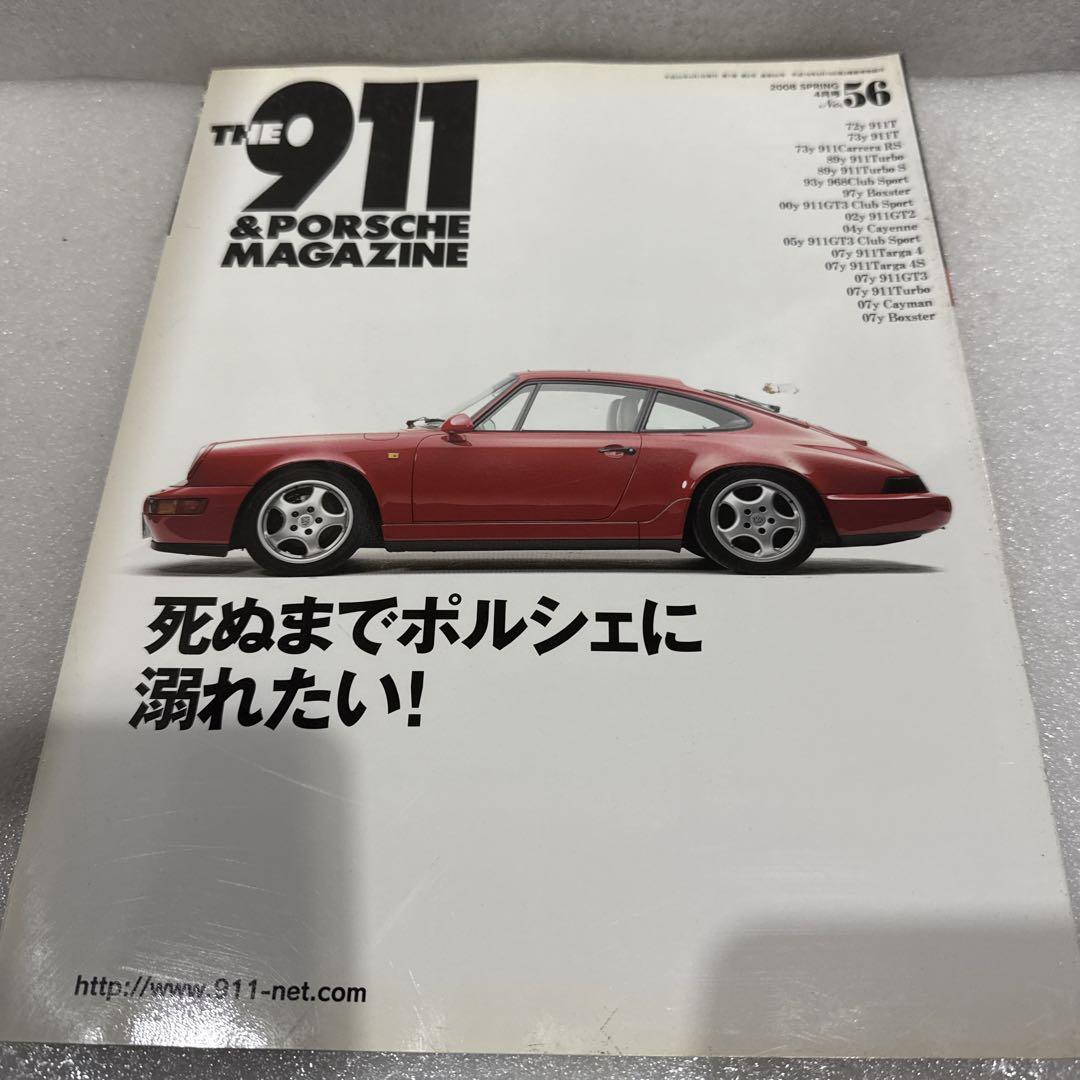 THE 911
& PORSCHE
MAGAZINE
2008 SPRING
4月号
No.56
72y 911T
73y 911T
73y 911Carrera RS
89y 911Turbo
89y 911Turbo S
93y 968Club Sport
97y Boxster
00y 911GT3 Club Sport
02y 911GT2
04y Cayenne
05y 911GT3 Club Sport
07y 911Targa 4
07y 911Targa 4S
07y 911GT3
07y 911Turbo
07y Cayman
07y Boxster
死ぬまでポルシェに
溺れたい!
http://www.911-net.com